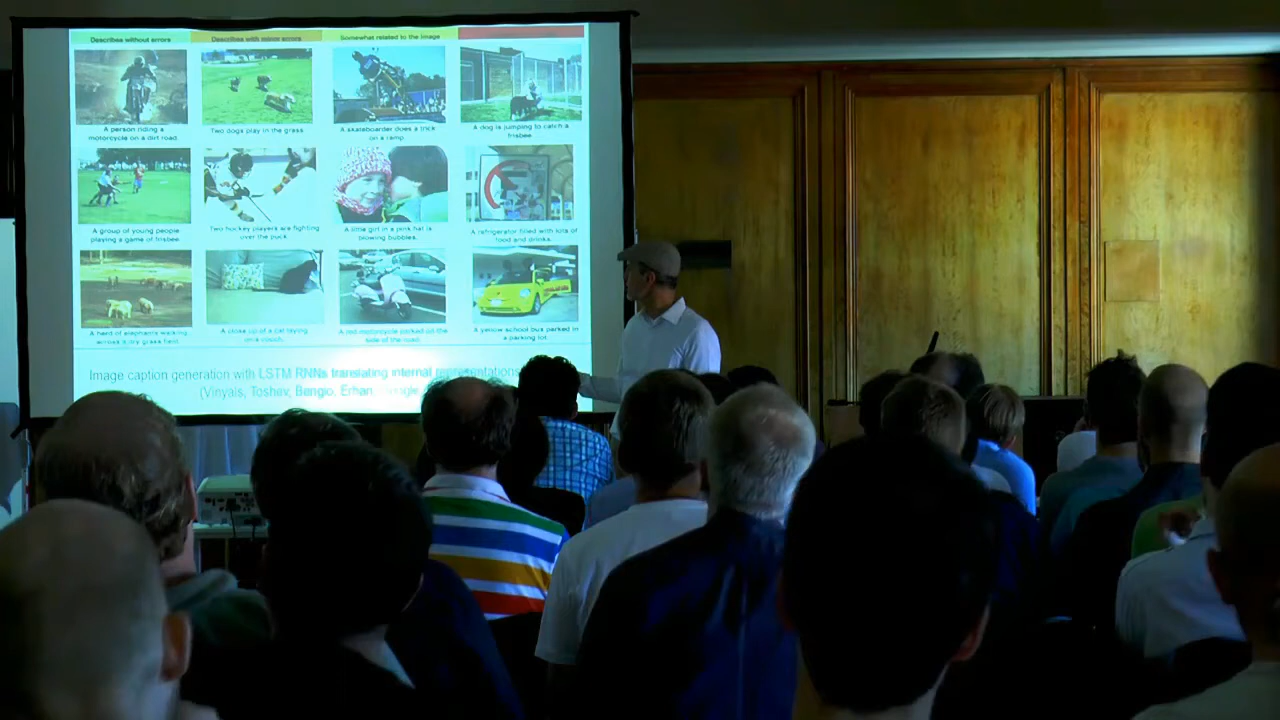 Describes without errors
Describes with minor errors
Somewhat related to the image
A person riding a
motorcycle on a dirt road.
Two dogs play in the grass.
A skateboarder does a trick
on a ramp.
A dog is jumping to catch a
frisbee.
A group of young people
playing a game of frisbee.
Two hockey players are fighting
over the puck.
A little girl in a pink hat is
blowing bubbles.
A refrigerator filled with lots of
food and drinks.
A herd of elephants walking
across a dry grass field.
A close up of a cat laying
on a couch.
A red motorcycle parked on the
side of the road.
A yellow school bus parked in
a parking lot.
Image caption generation with LSTM RNNs translating internal representations
(Vinyals, Toshev, Bengio, Erhan